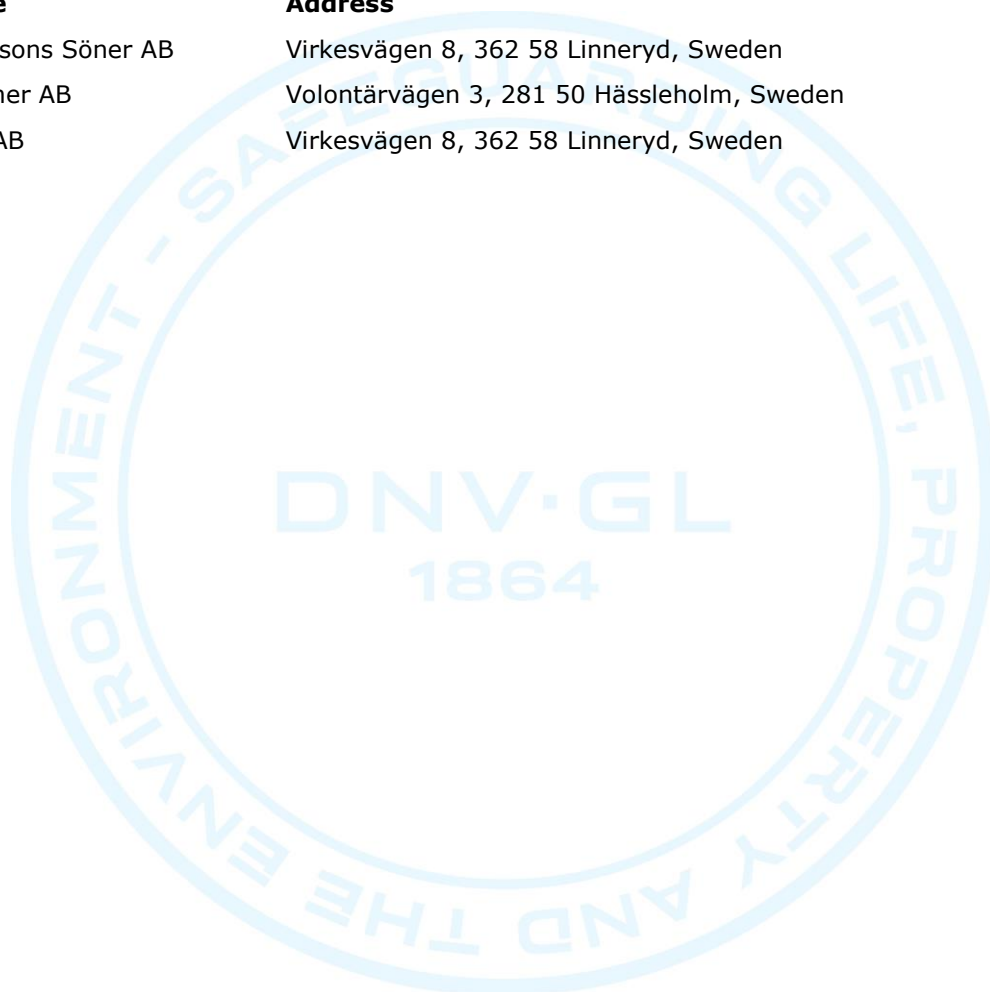 e Address
sons Söner AB Virkesvägen 8, 362 58 Linneryd, Sweden
ner AB Volontärvägen 3, 281 50 Hässleholm, Sweden
AB Virkesvägen 8, 362 58 Linneryd, Sweden
SAFEGUARDING LIFE, PROPERTY AND THE ENVIRONMENT -
DNV·GL
1864